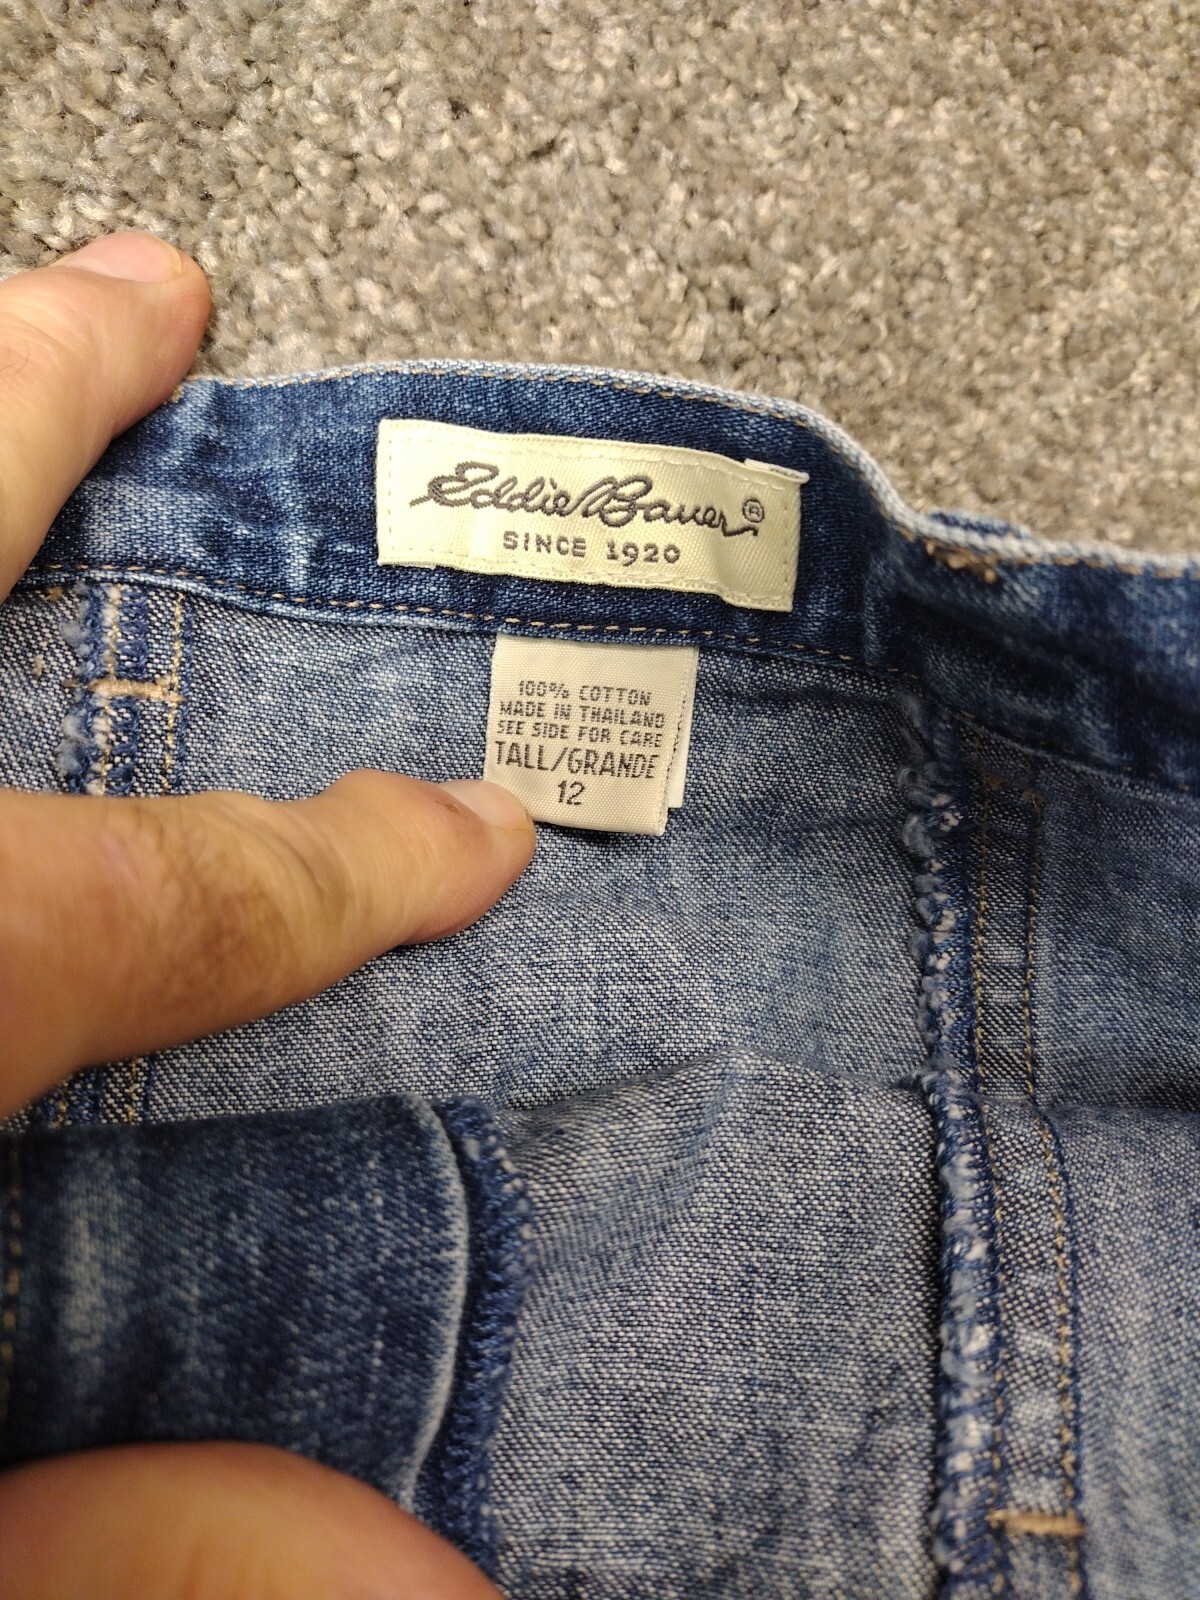 Eddie Bauer®
SINCE 1920
100% COTTON
MADE IN THAILAND
SEE SIDE FOR CARE
TALL/GRANDE
12